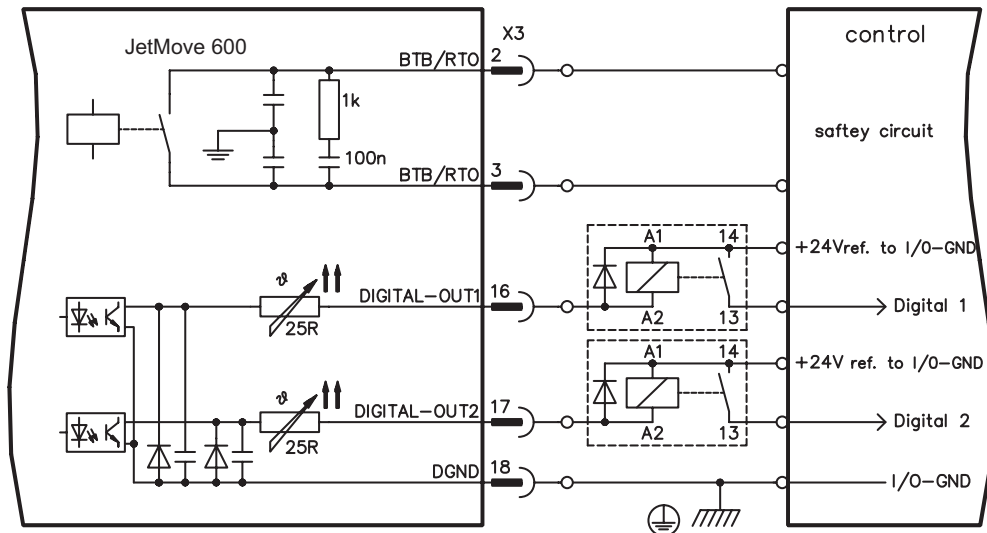 X3
control
JetMove 600
BTB/RTO 2
1k
saftey circuit
100n
BTB/RTO 3
A1 14
+24Vref. to I/O-GND
ϑ
DIGITAL-OUT1 16
Digital 1
25R
A2 13
A1 14
+24V ref. to I/O-GND
ϑ
DIGITAL-OUT2 17
Digital 2
25R
A2 13
DGND 18
I/O-GND